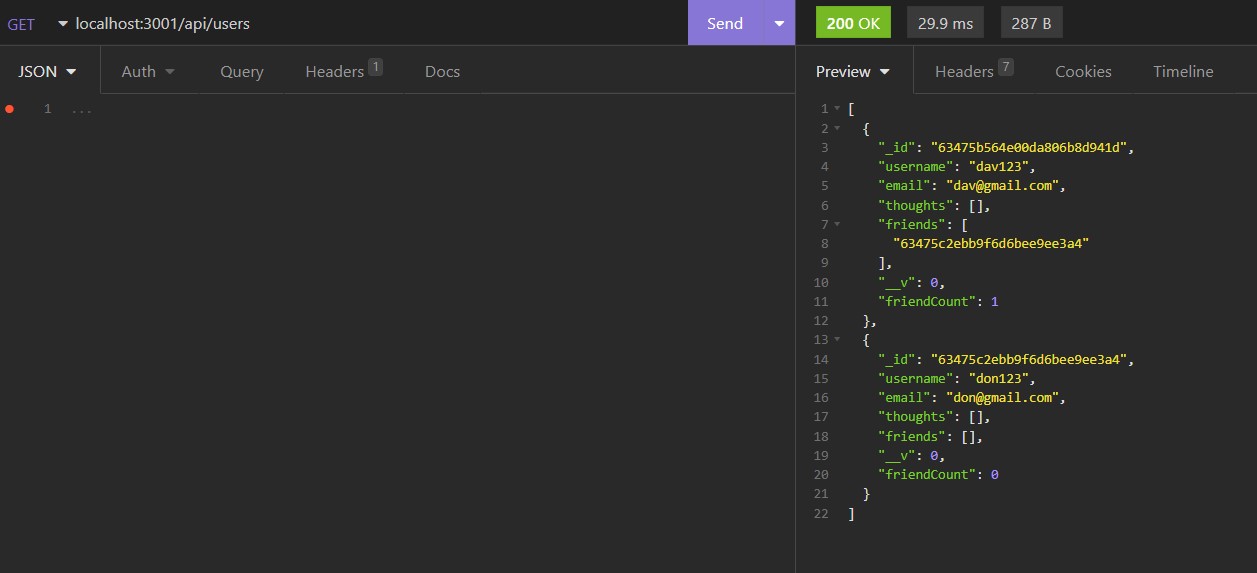 GET localhost:3001/api/users Send 200 OK 29.9 ms 287 B
JSON Auth Query Headers 1 Docs Preview Headers 7 Cookies Timeline
1 ...
1 [
2 {
3 "_id": "63475b564e00da806b8d941d",
4 "username": "dav123",
5 "email": "dav@gmail.com",
6 "thoughts": [],
7 "friends": [
8 "63475c2ebb9f6d6bee9ee3a4"
9 ],
10 "__v": 0,
11 "friendCount": 1
12 },
13 {
14 "_id": "63475c2ebb9f6d6bee9ee3a4",
15 "username": "don123",
16 "email": "don@gmail.com",
17 "thoughts": [],
18 "friends": [],
19 "__v": 0,
20 "friendCount": 0
21 }
22 ]